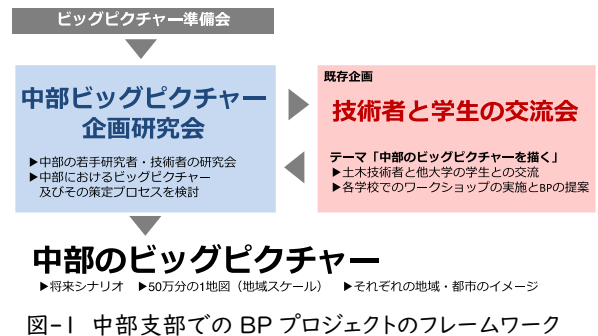 ビッグピクチャー準備会
中部ビッグピクチャー
企画研究会
▶中部の若手研究者・技術者の研究会
▶中部におけるビッグピクチャー
及びその策定プロセスを検討
既存企画
技術者と学生の交流会
テーマ「中部のビッグピクチャーを描く」
▶土木技術者と他大学の学生との交流
▶各学校でのワークショップの実施とBPの提案
中部のビッグピクチャー
▶将来シナリオ ▶50万分の1地図（地域スケール） ▶それぞれの地域・都市のイメージ
図-1 中部支部での BP プロジェクトのフレームワーク